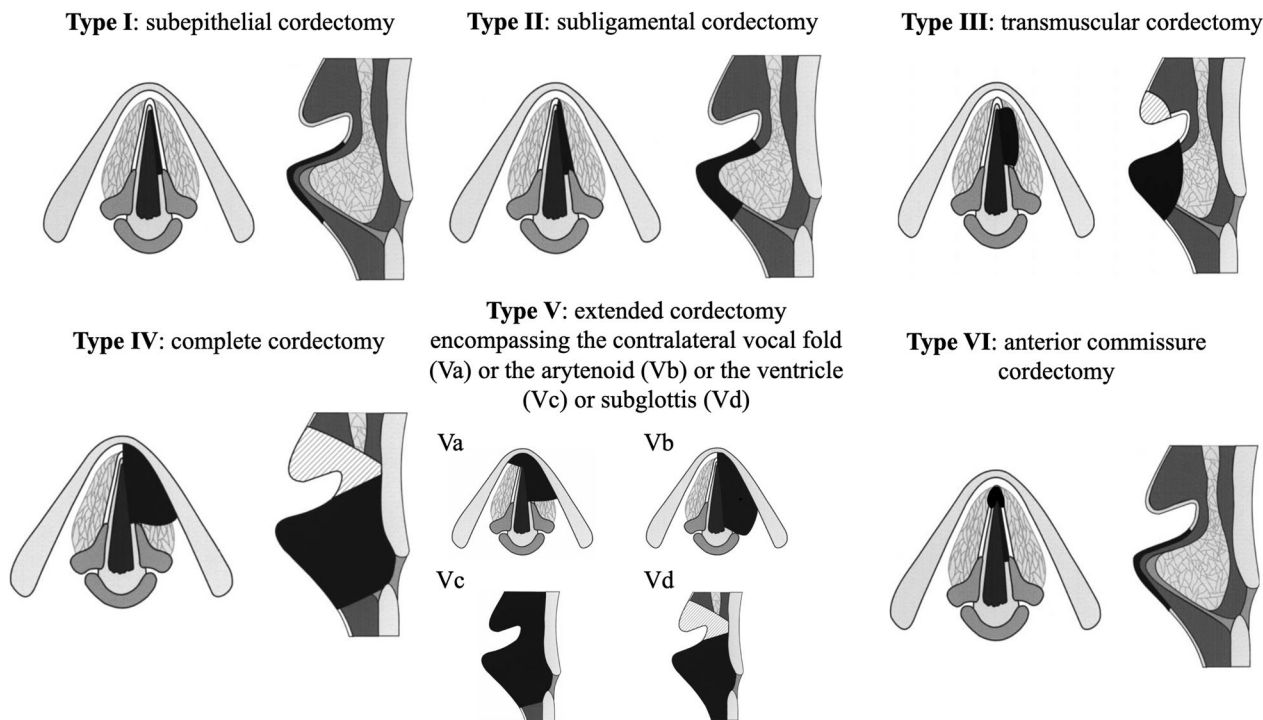 Type I: subepithelial cordectomy
Type II: subligamental cordectomy
Type III: transmuscular cordectomy
Type IV: complete cordectomy
Type V: extended cordectomy
encompassing the contralateral vocal fold
(Va) or the arytenoid (Vb) or the ventricle
(Vc) or subglottis (Vd)
Va
Vb
Vc
Vd
Type VI: anterior commissure
cordectomy